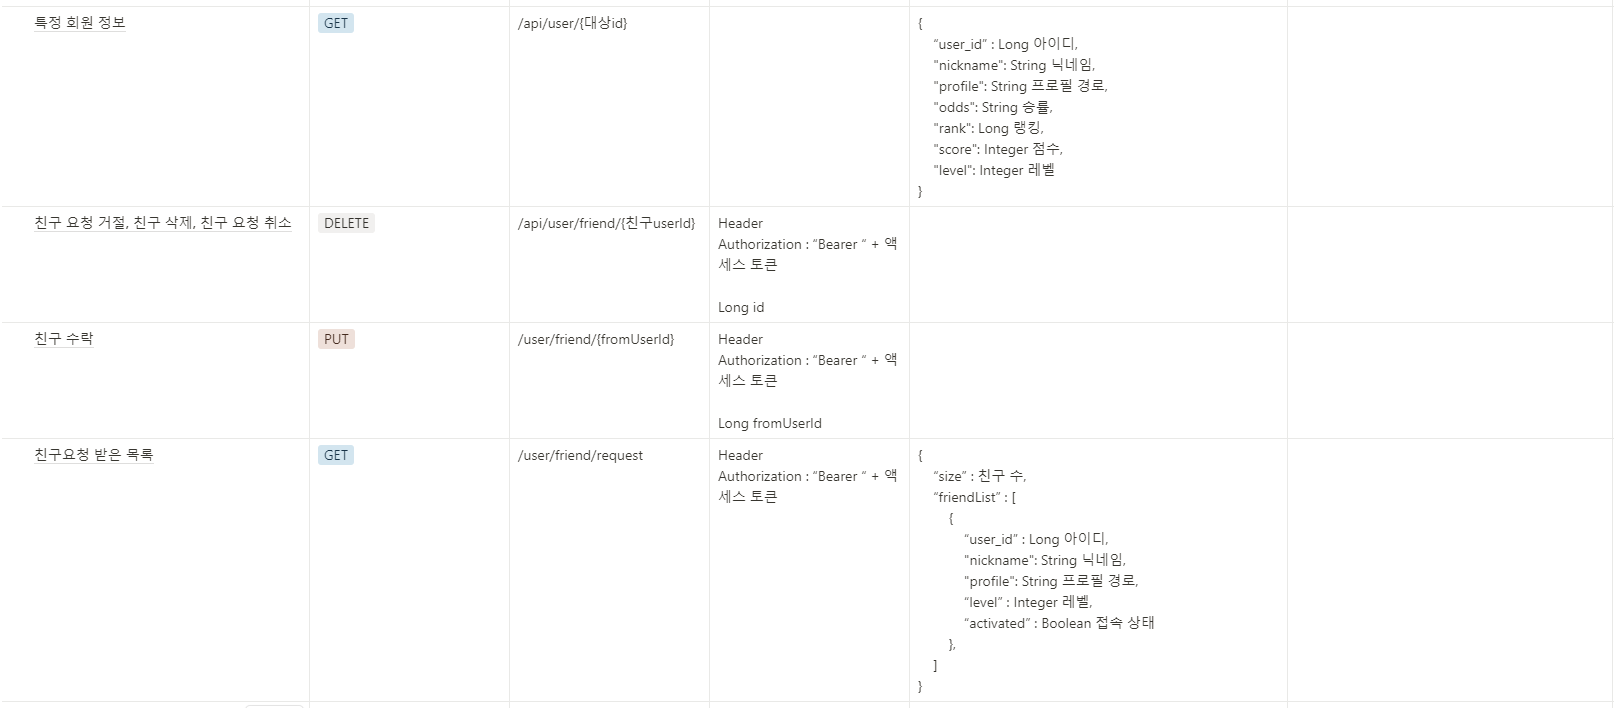 특정 회원 정보
GET
/api/user/{대상id}
{
“user_id” : Long 아이디,
"nickname": String 닉네임,
"profile": String 프로필 경로,
"odds": String 승률,
"rank": Long 랭킹,
"score": Integer 점수,
"level": Integer 레벨
}
친구 요청 거절, 친구 삭제, 친구 요청 취소
DELETE
/api/user/friend/{친구userId}
Header
Authorization : “Bearer “ + 액
세스 토큰
Long id
친구 수락
PUT
/user/friend/{fromUserId}
Header
Authorization : “Bearer “ + 액
세스 토큰
Long fromUserId
친구요청 받은 목록
GET
/user/friend/request
Header
Authorization : “Bearer “ + 액
세스 토큰
{
“size” : 친구 수,
“friendList” : [
{
“user_id” : Long 아이디,
"nickname": String 닉네임,
"profile": String 프로필 경로,
“level” : Integer 레벨,
“activated” : Boolean 접속 상태
},
]
}